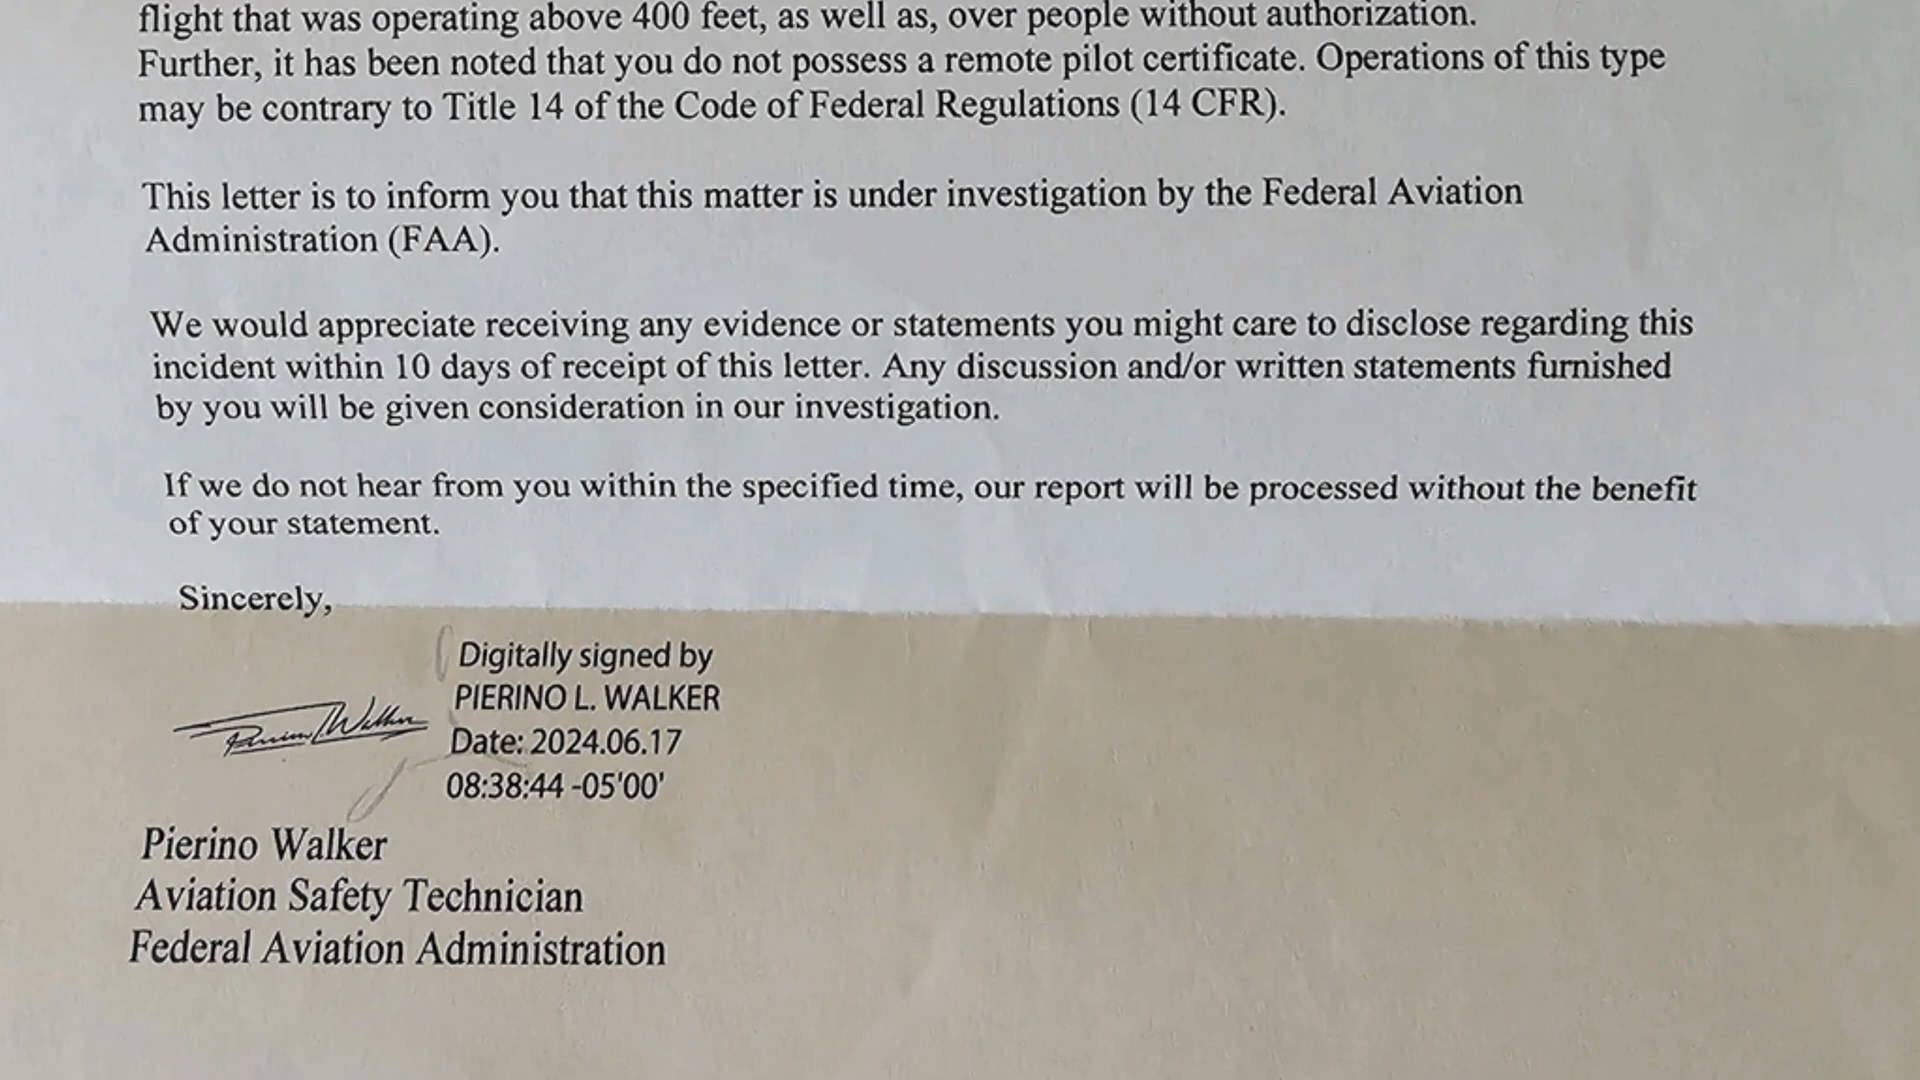 flight that was operating above 400 feet, as well as, over people without authorization.
Further, it has been noted that you do not possess a remote pilot certificate. Operations of this type
may be contrary to Title 14 of the Code of Federal Regulations (14 CFR).
This letter is to inform you that this matter is under investigation by the Federal Aviation
Administration (FAA).
We would appreciate receiving any evidence or statements you might care to disclose regarding this
incident within 10 days of receipt of this letter. Any discussion and/or written statements furnished
by you will be given consideration in our investigation.
If we do not hear from you within the specified time, our report will be processed without the benefit
of your statement.
Sincerely,
Pierino Walker
Digitally signed by
PIERINO L. WALKER
Date: 2024.06.17
08:38:44 -05'00'
Pierino Walker
Aviation Safety Technician
Federal Aviation Administration